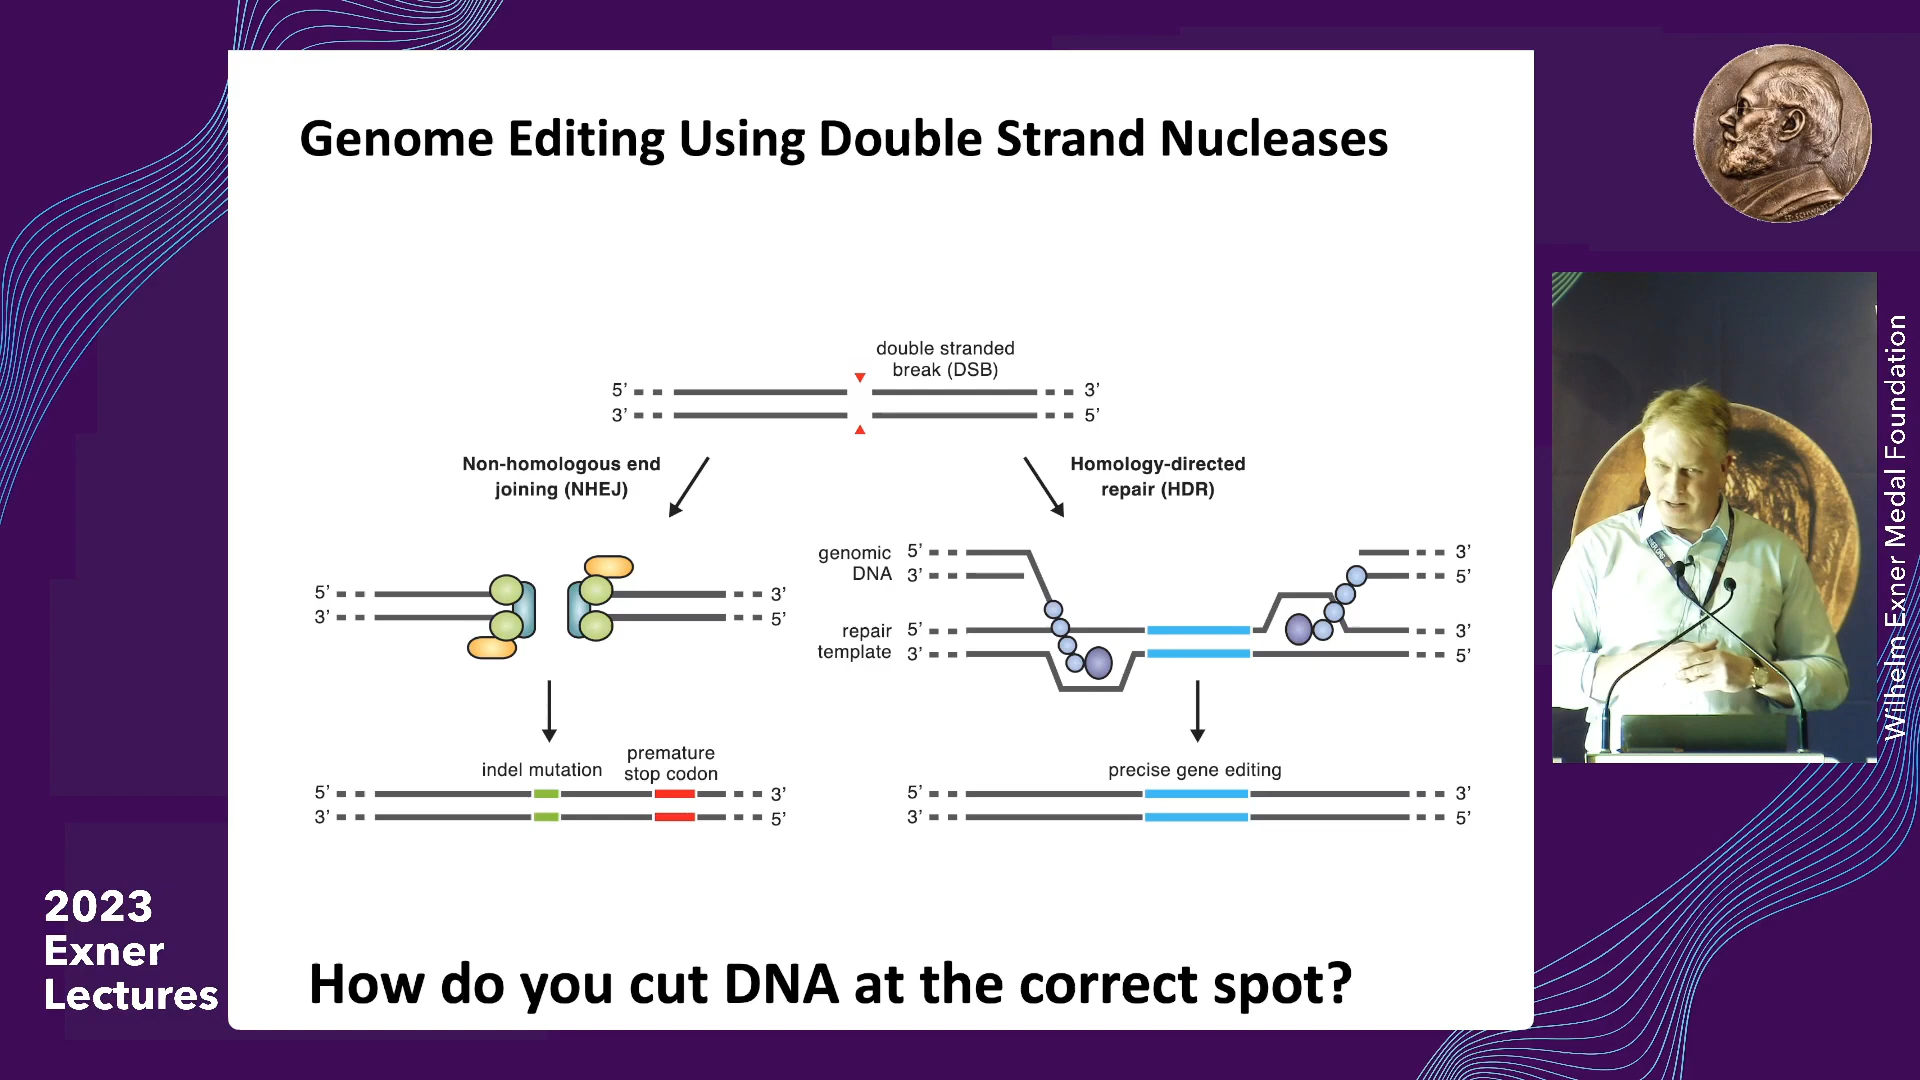 Genome Editing Using Double Strand Nucleases
double stranded
break (DSB)
5’ 3’
3’ 5’
Non-homologous end
joining (NHEJ)
Homology-directed
repair (HDR)
5’ 3’
3’ 5’
genomic 5’ 3’
DNA 3’ 5’
repair 5’ 3’
template 3’ 5’
indel mutation
premature
stop codon
5’ 3’
3’ 5’
precise gene editing
5’ 3’
3’ 5’
How do you cut DNA at the correct spot?
2023
Exner
Lectures
Wilhelm Exner Medal Foundation